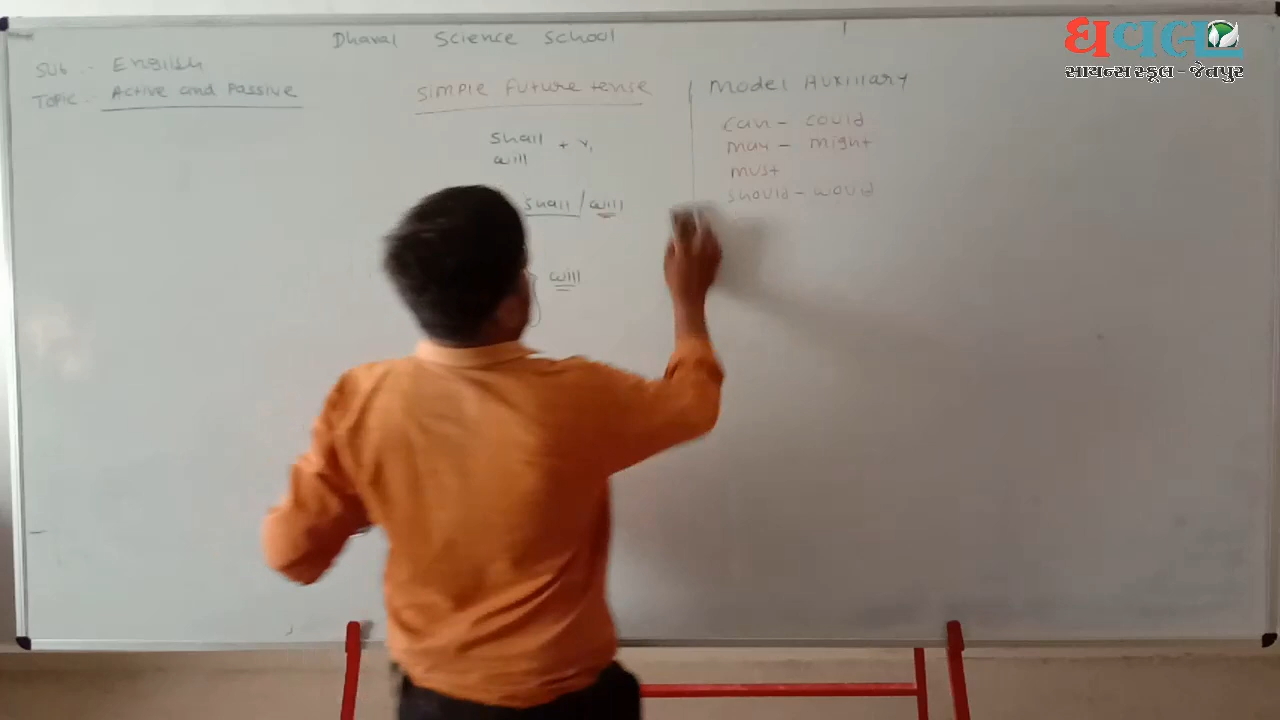 Dharal Science School
Sub :- English
Topic :- Active and Passive
Simple Future tense
shall
will
+ V₁
shall / will
will
Model Auxiliary
can - could
may - might
must
should - would
ધવલ
સાયન્સ સ્કૂલ - જેતપુર